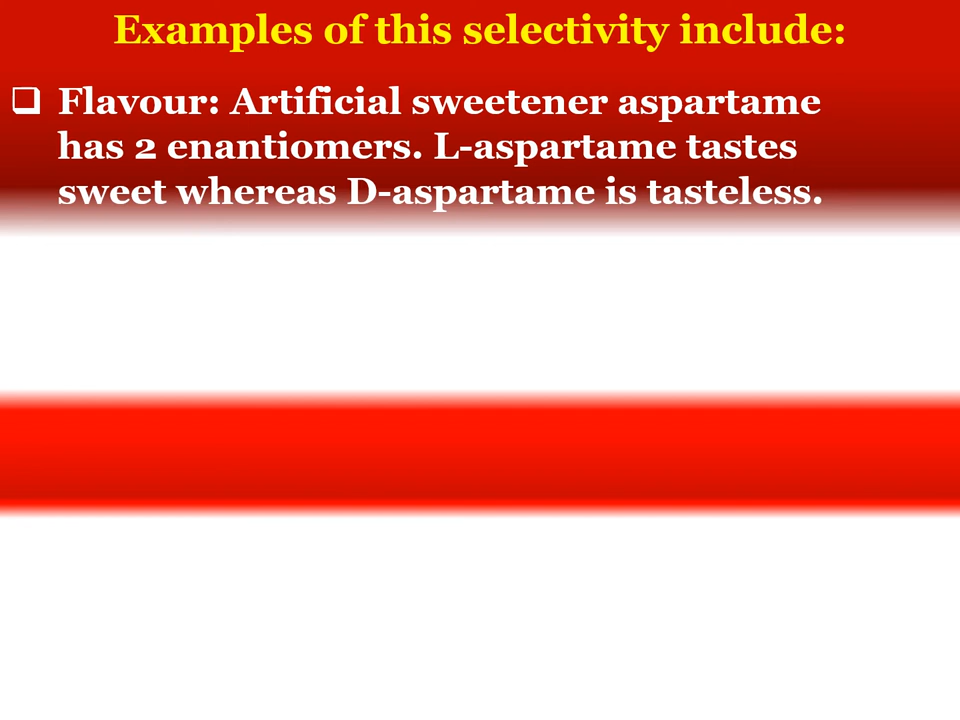 Examples of this selectivity include:
❑ Flavour: Artificial sweetener aspartame
has 2 enantiomers. L-aspartame tastes
sweet whereas D-aspartame is tasteless.